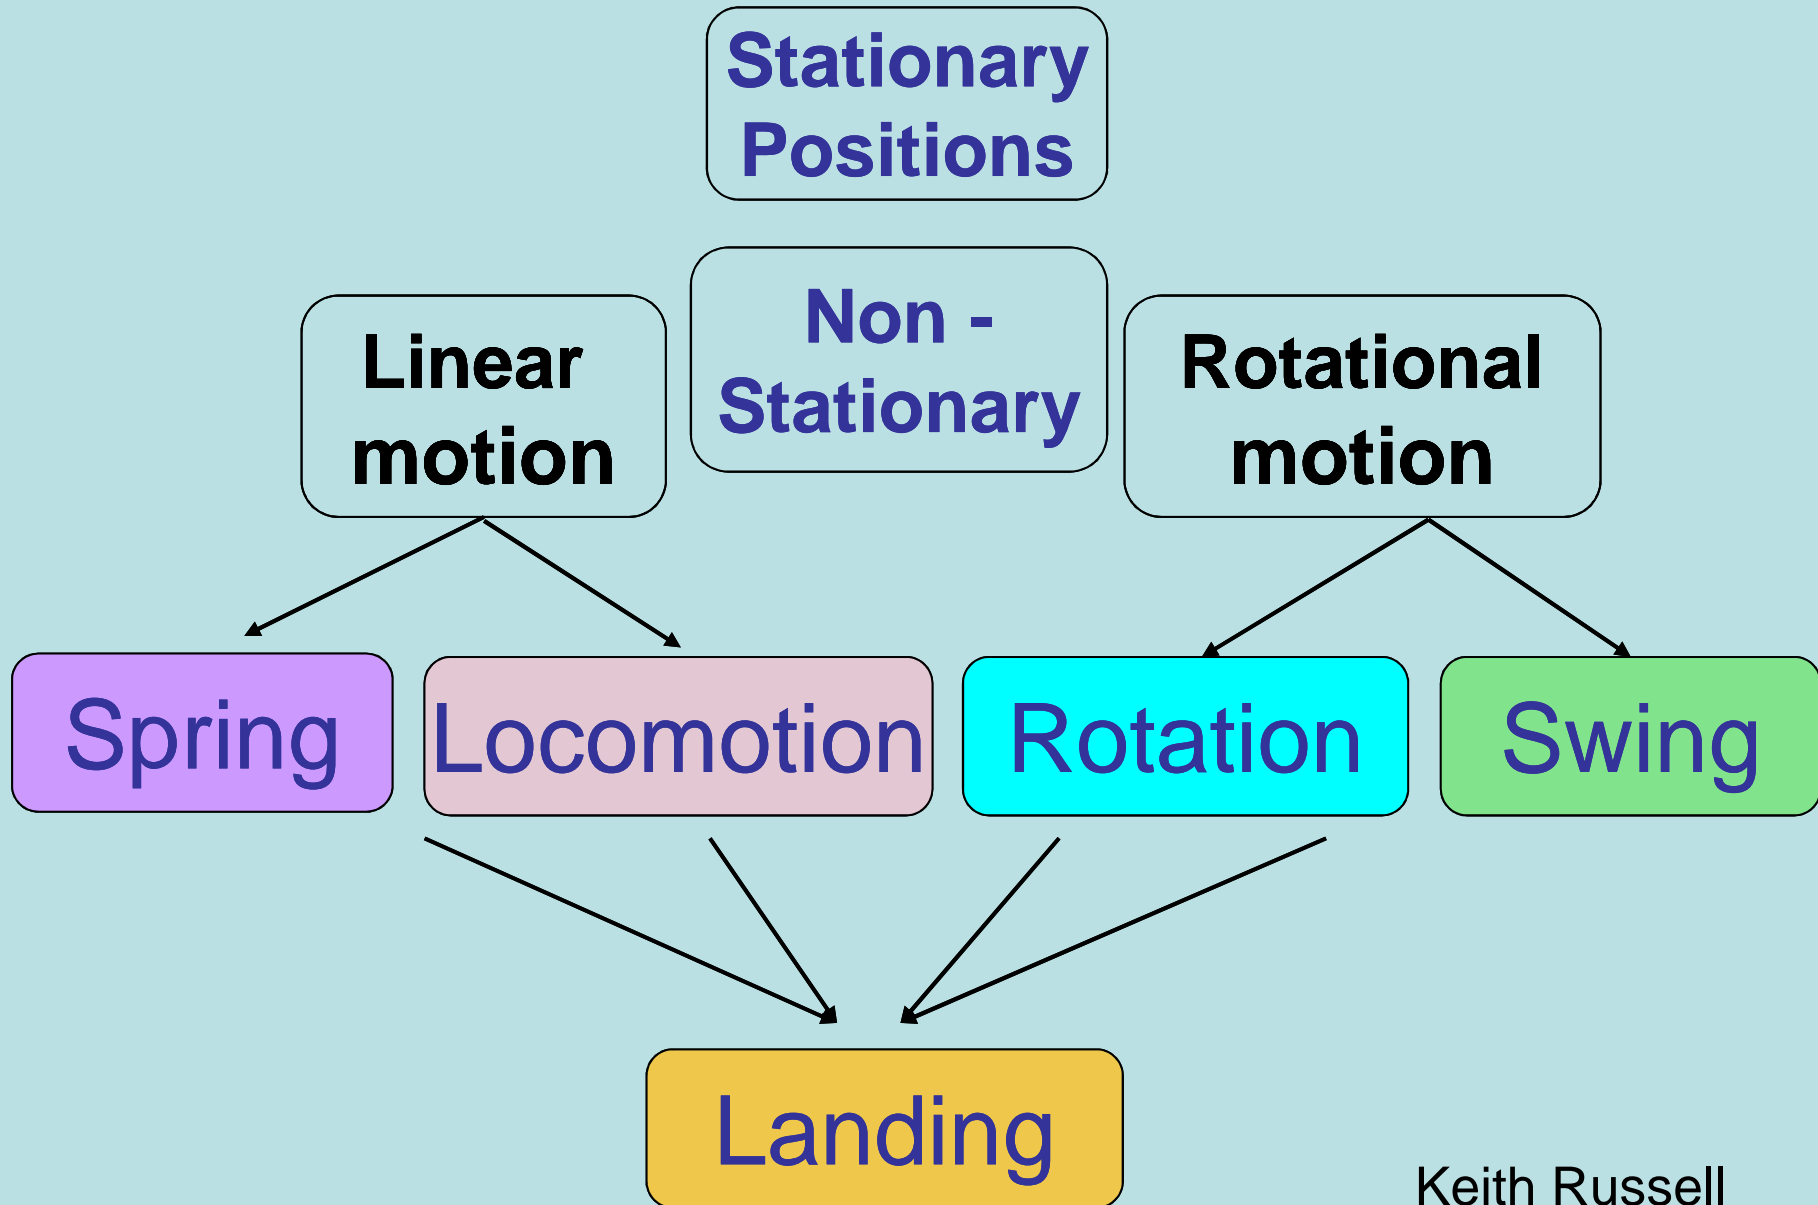 Stationary
Positions
Non -
Stationary
Linear
motion
Rotational
motion
Spring
Locomotion
Rotation
Swing
Landing
Keith Russell